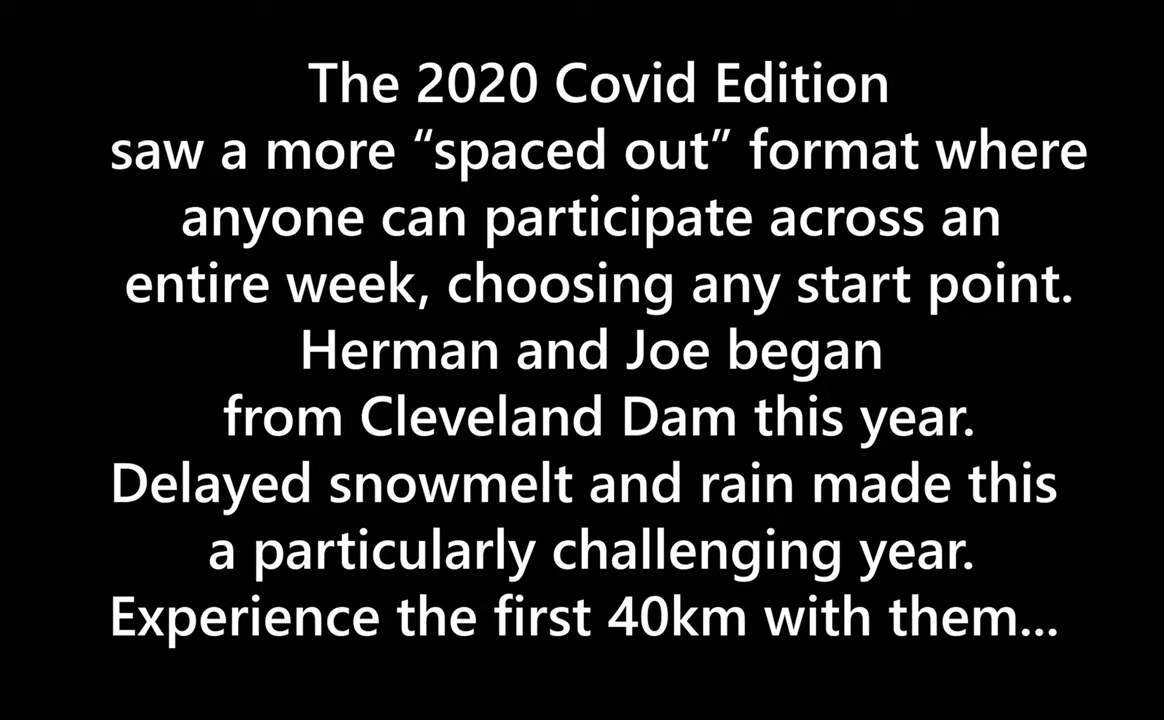 The 2020 Covid Edition
saw a more “spaced out” format where
anyone can participate across an
entire week, choosing any start point.
Herman and Joe began
from Cleveland Dam this year.
Delayed snowmelt and rain made this
a particularly challenging year.
Experience the first 40km with them...